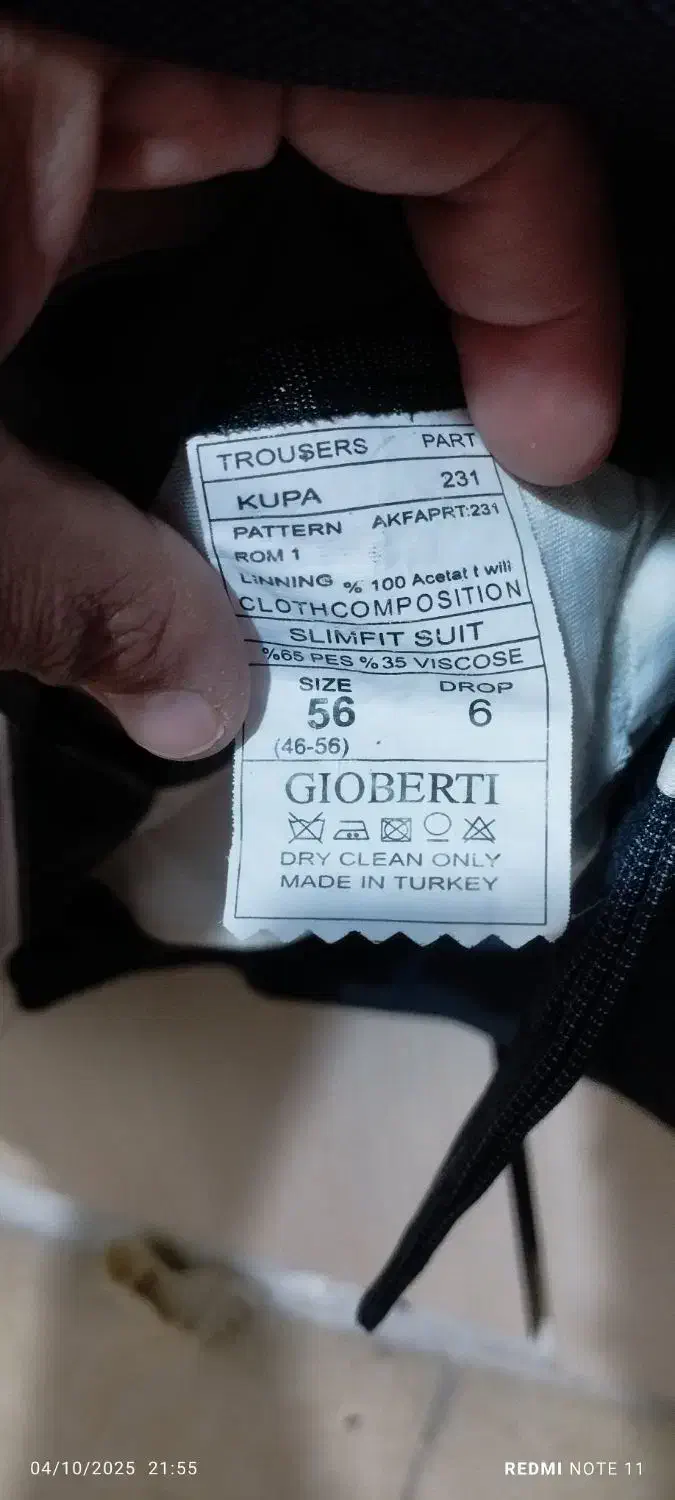 TROUSERS PART
KUPA 231
PATTERN AKFAPRT:231
ROM 1
LINNING % 100 Acetat t will
CLOTHCOMPOSITION
SLIMFIT SUIT
%65 PES %35 VISCOSE
SIZE DROP
56 6
(46-56)
GIOBERTI
DRY CLEAN ONLY
MADE IN TURKEY
04/10/2025 21:55 REDMI NOTE 11